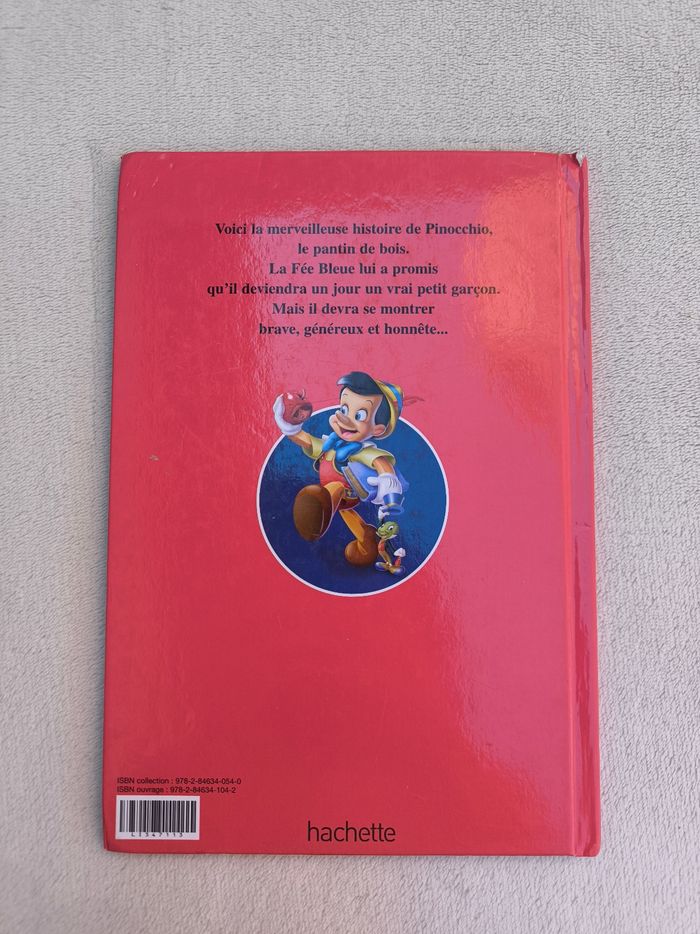 Voici la merveilleuse histoire de Pinocchio,
le pantin de bois.
La Fée Bleue lui a promis
qu'il deviendra un jour un vrai petit garçon.
Mais il devra se montrer
brave, généreux et honnête...
ISBN collection : 978-2-84634-054-0
ISBN ouvrage : 978-2-84634-104-2
4347113
hachette